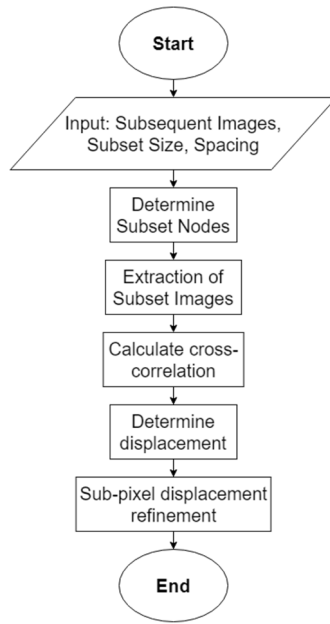 Start
Input: Subsequent Images,
Subset Size, Spacing
Determine
Subset Nodes
Extraction of
Subset Images
Calculate cross-
correlation
Determine
displacement
Sub-pixel displacement
refinement
End